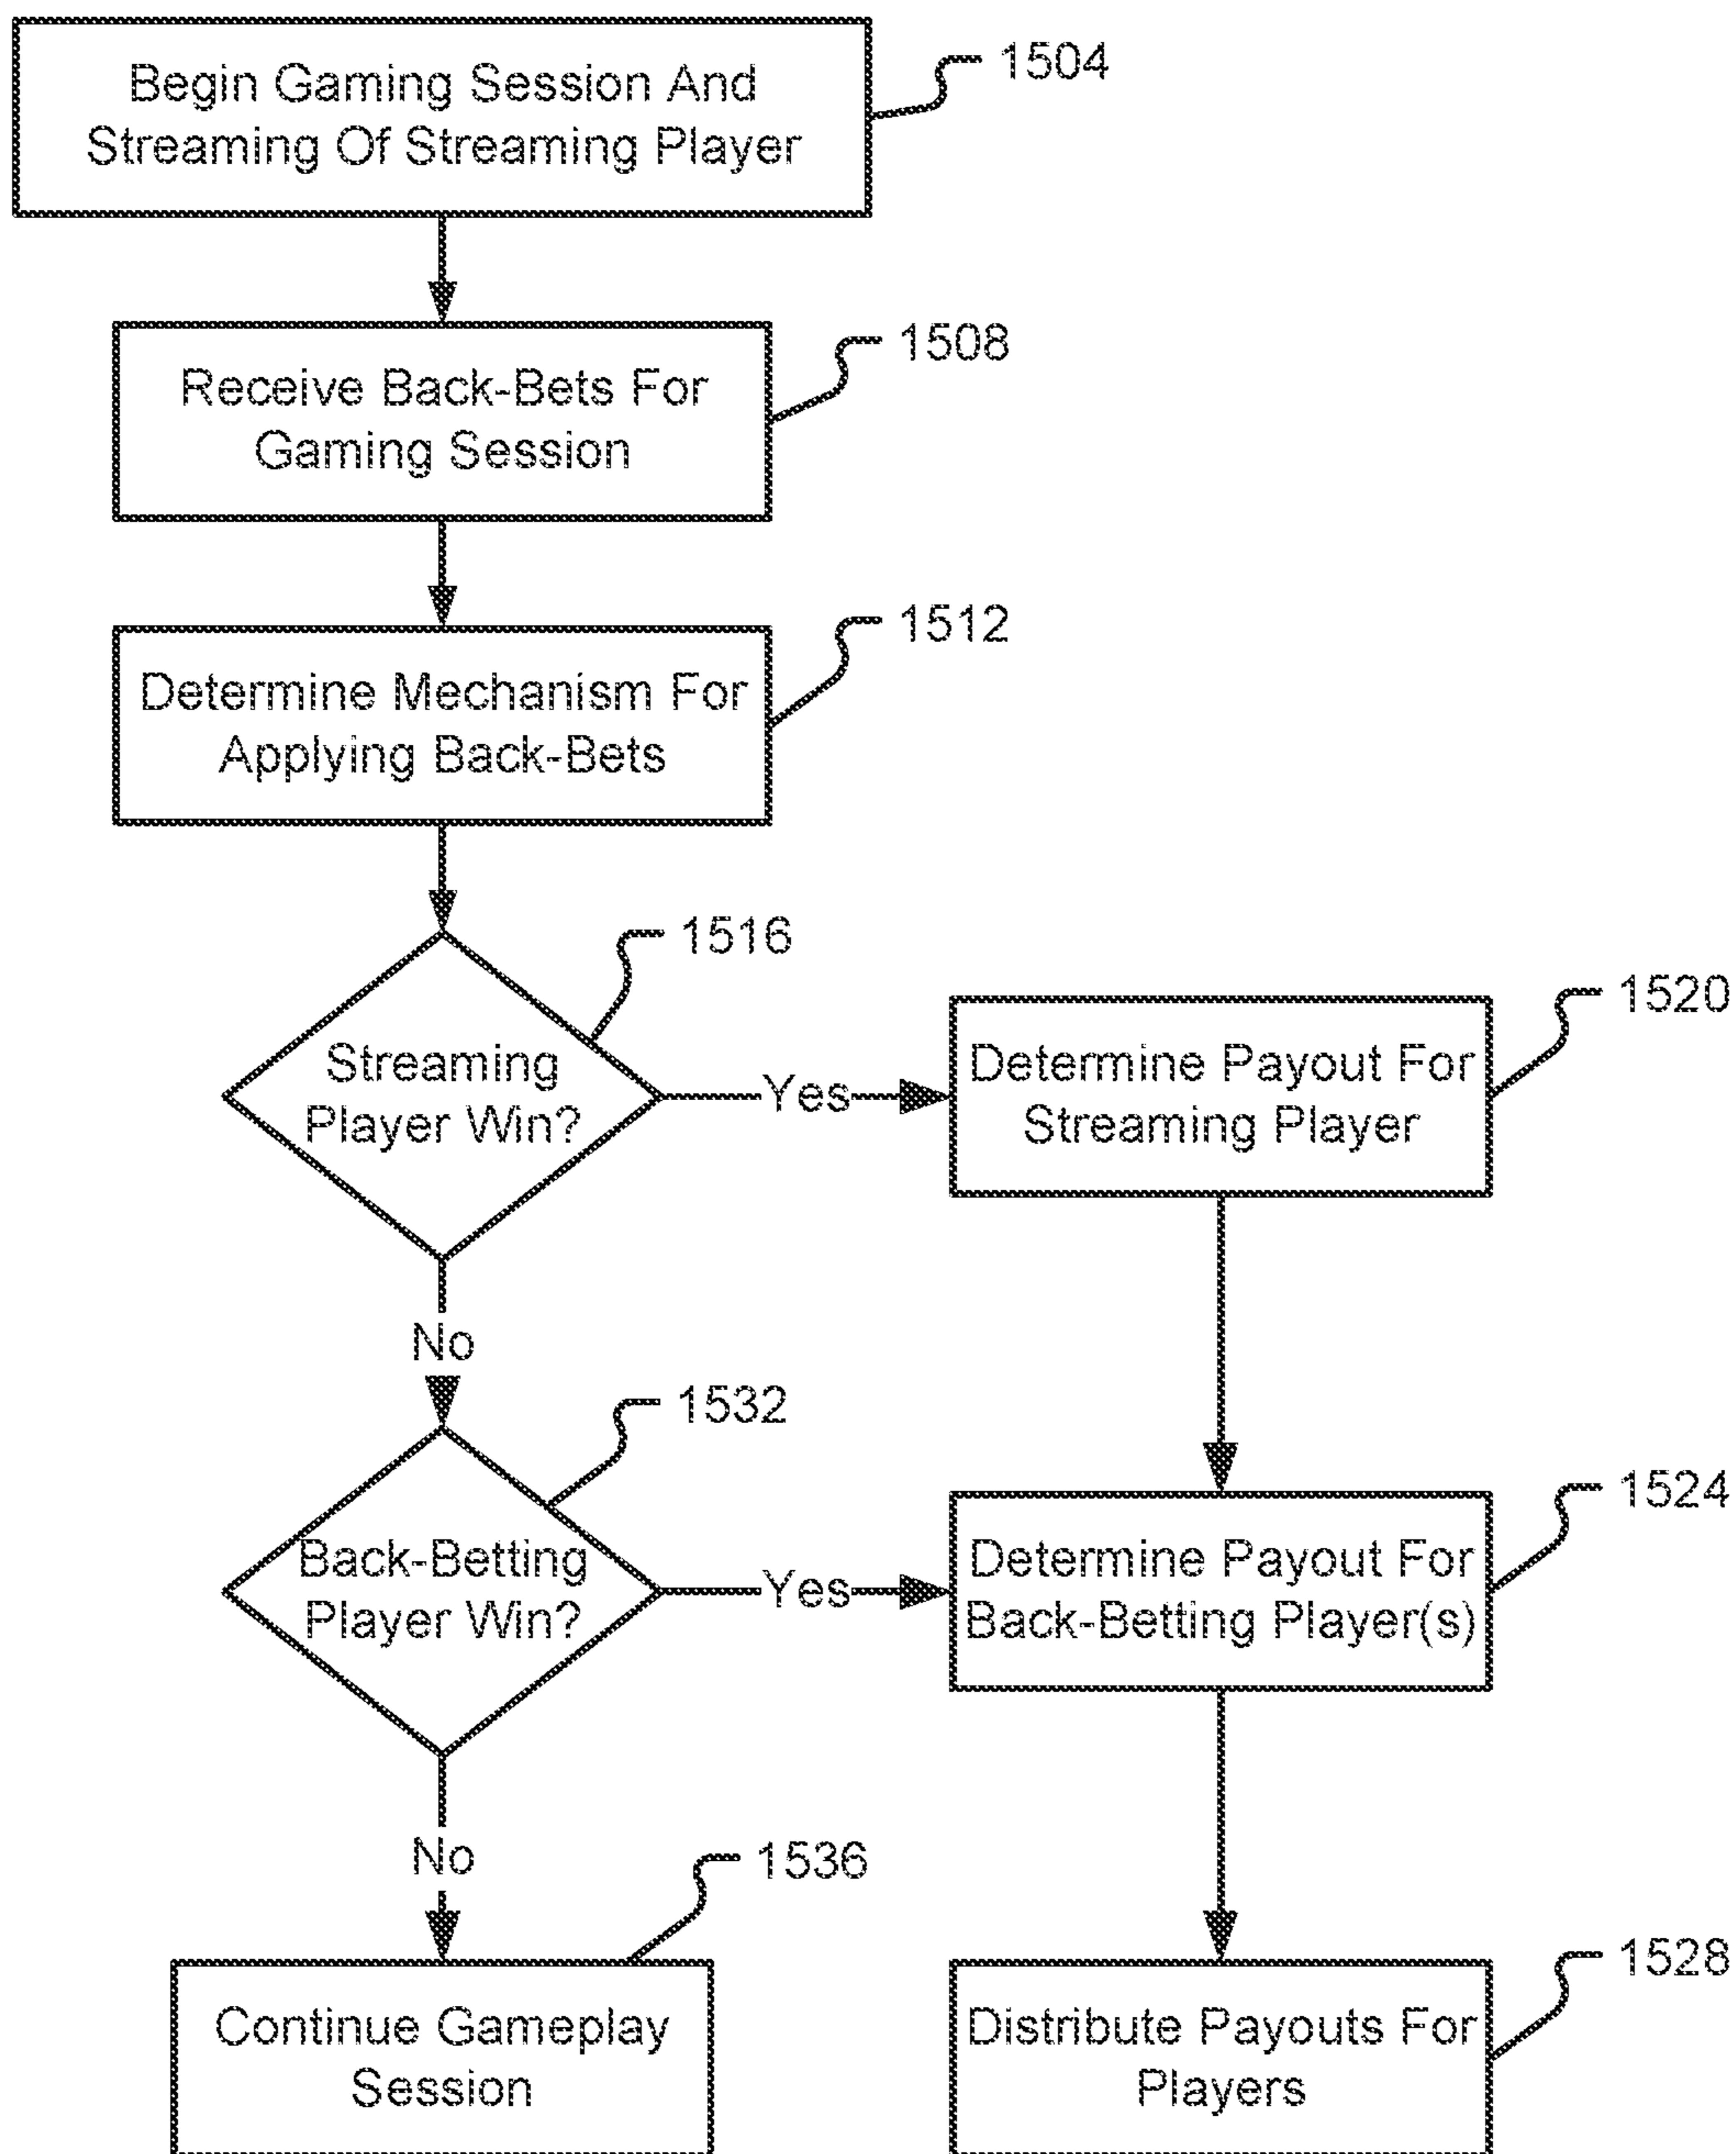 Begin Gaming Session And
Streaming Of Streaming Player
1504
Receive Back-Bets For
Gaming Session
1508
Determine Mechanism For
Applying Back-Bets
1512
Streaming
Player Win?
1516
Yes
Determine Payout For
Streaming Player
1520
No
Back-Betting
Player Win?
1532
Yes
Determine Payout For
Back-Betting Player(s)
1524
No
Continue Gameplay
Session
1536
Distribute Payouts For
Players
1528